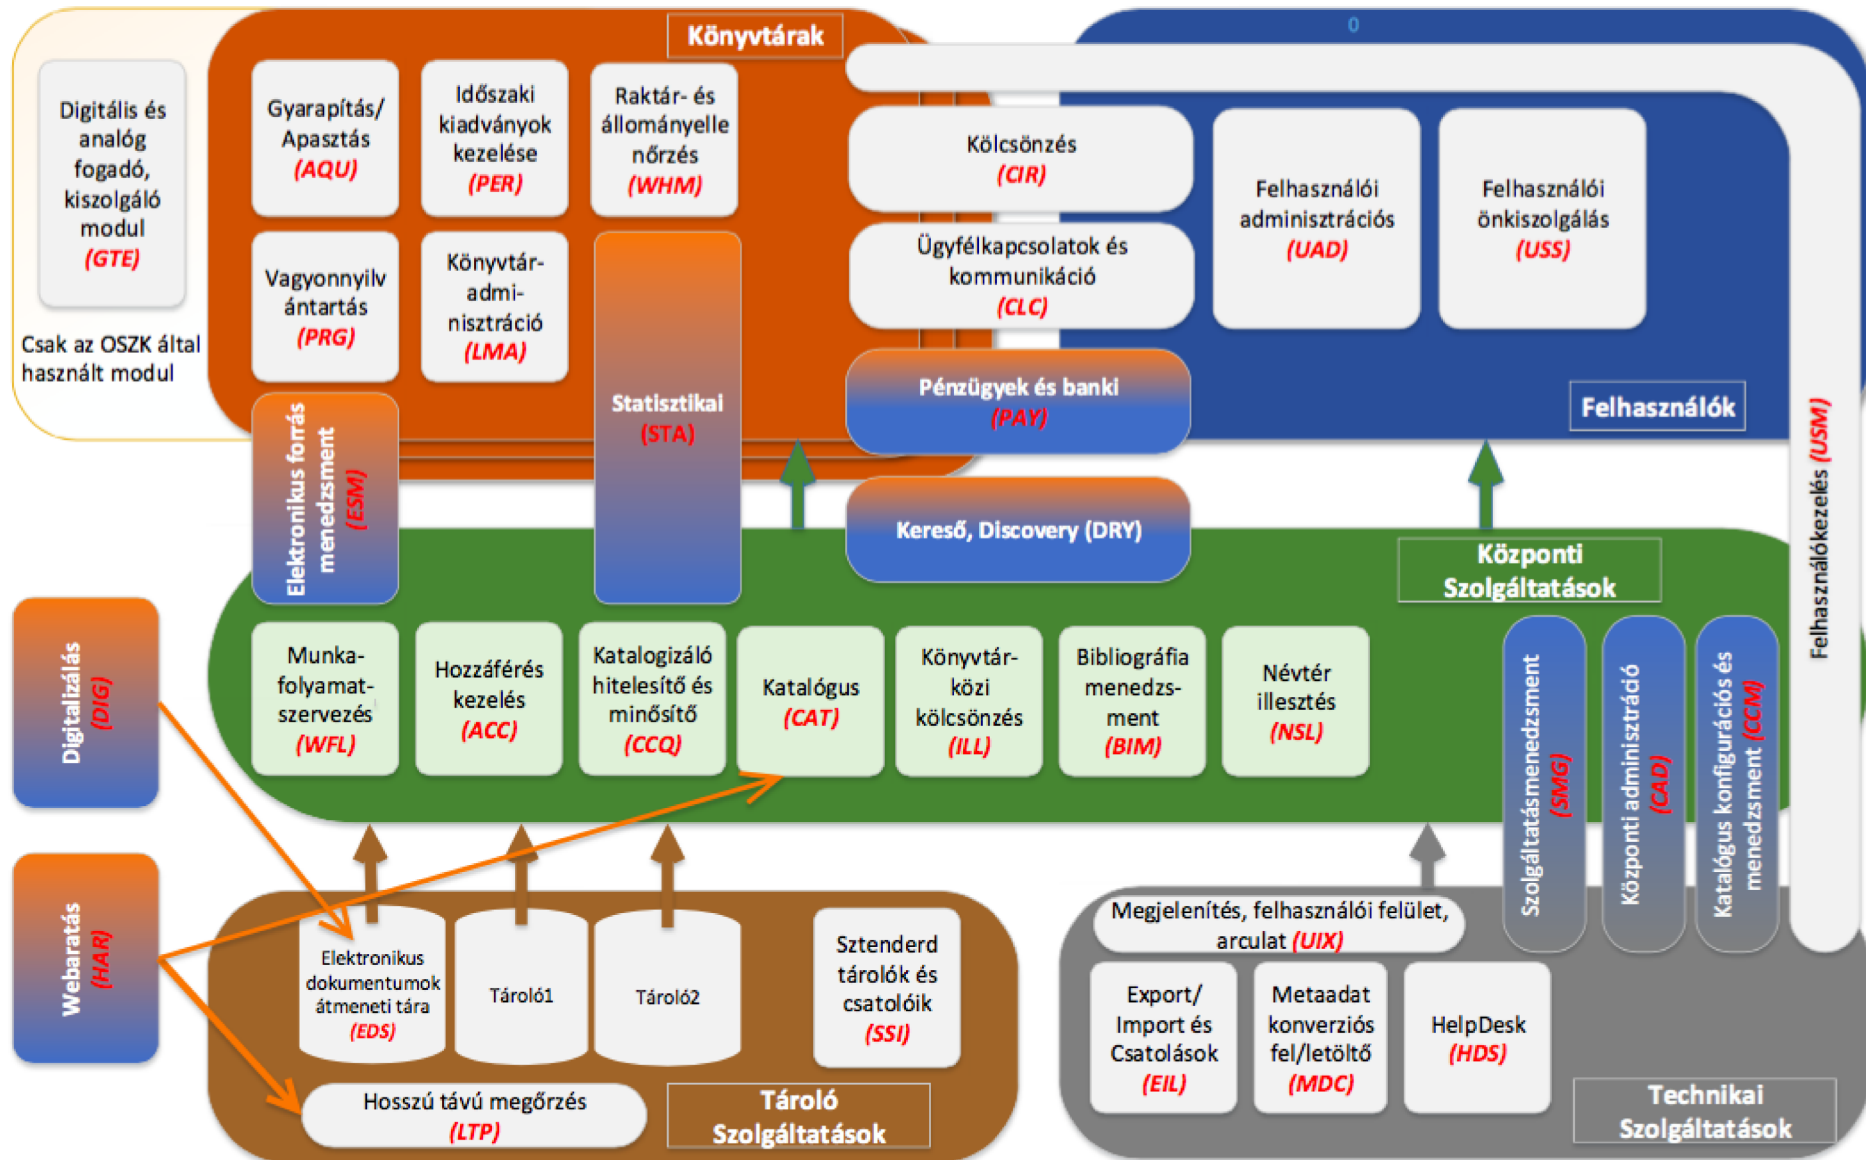 0
Könyvtárak
Digitális és
analóg
fogadó,
kiszolgáló
modul
(GTE)
Csak az OSZK által
használt modul
Gyarapítás/
Apasztás
(AQU)
Időszaki
kiadványok
kezelése
(PER)
Raktár- és
állományelle
nőrzés
(WHM)
Vagyonnyilv
ántartás
(PRG)
Könyvtár-
admi-
nisztráció
(LMA)
Statisztikai
(STA)
Elektronikus forrás
menedzsment
(ESM)
Kölcsönzés
(CIR)
Ügyfélkapcsolatok és
kommunikáció
(CLC)
Pénzügyek és banki
(PAY)
Kereső, Discovery (DRY)
Felhasználói
adminisztrációs
(UAD)
Felhasználói
önkiszolgálás
(USS)
Felhasználók
Felhasználókezelés (USM)
Központi
Szolgáltatások
Digitalizálás
(DIG)
Webaratás
(HAR)
Munka-
folyamat-
szervezés
(WFL)
Hozzáférés
kezelés
(ACC)
Katalogizáló
hitelesítő és
minősítő
(CCQ)
Katalógus
(CAT)
Könyvtár-
közi
kölcsönzés
(ILL)
Bibliográfia
menedzs-
ment
(BIM)
Névtér
illesztés
(NSL)
Szolgáltatásmenedzsment
(SMG)
Központi adminisztráció
(CAD)
Katalógus konfigurációs és
menedzsment (CCM)
Elektronikus
dokumentumok
átmeneti tára
(EDS)
Tároló1
Tároló2
Sztenderd
tárolók és
csatolóik
(SSI)
Hosszú távú megőrzés
(LTP)
Tároló
Szolgáltatások
Megjelenítés, felhasználói felület,
arculat (UIX)
Export/
Import és
Csatolások
(EIL)
Metaadat
konverziós
fel/letöltő
(MDC)
HelpDesk
(HDS)
Technikai
Szolgáltatások